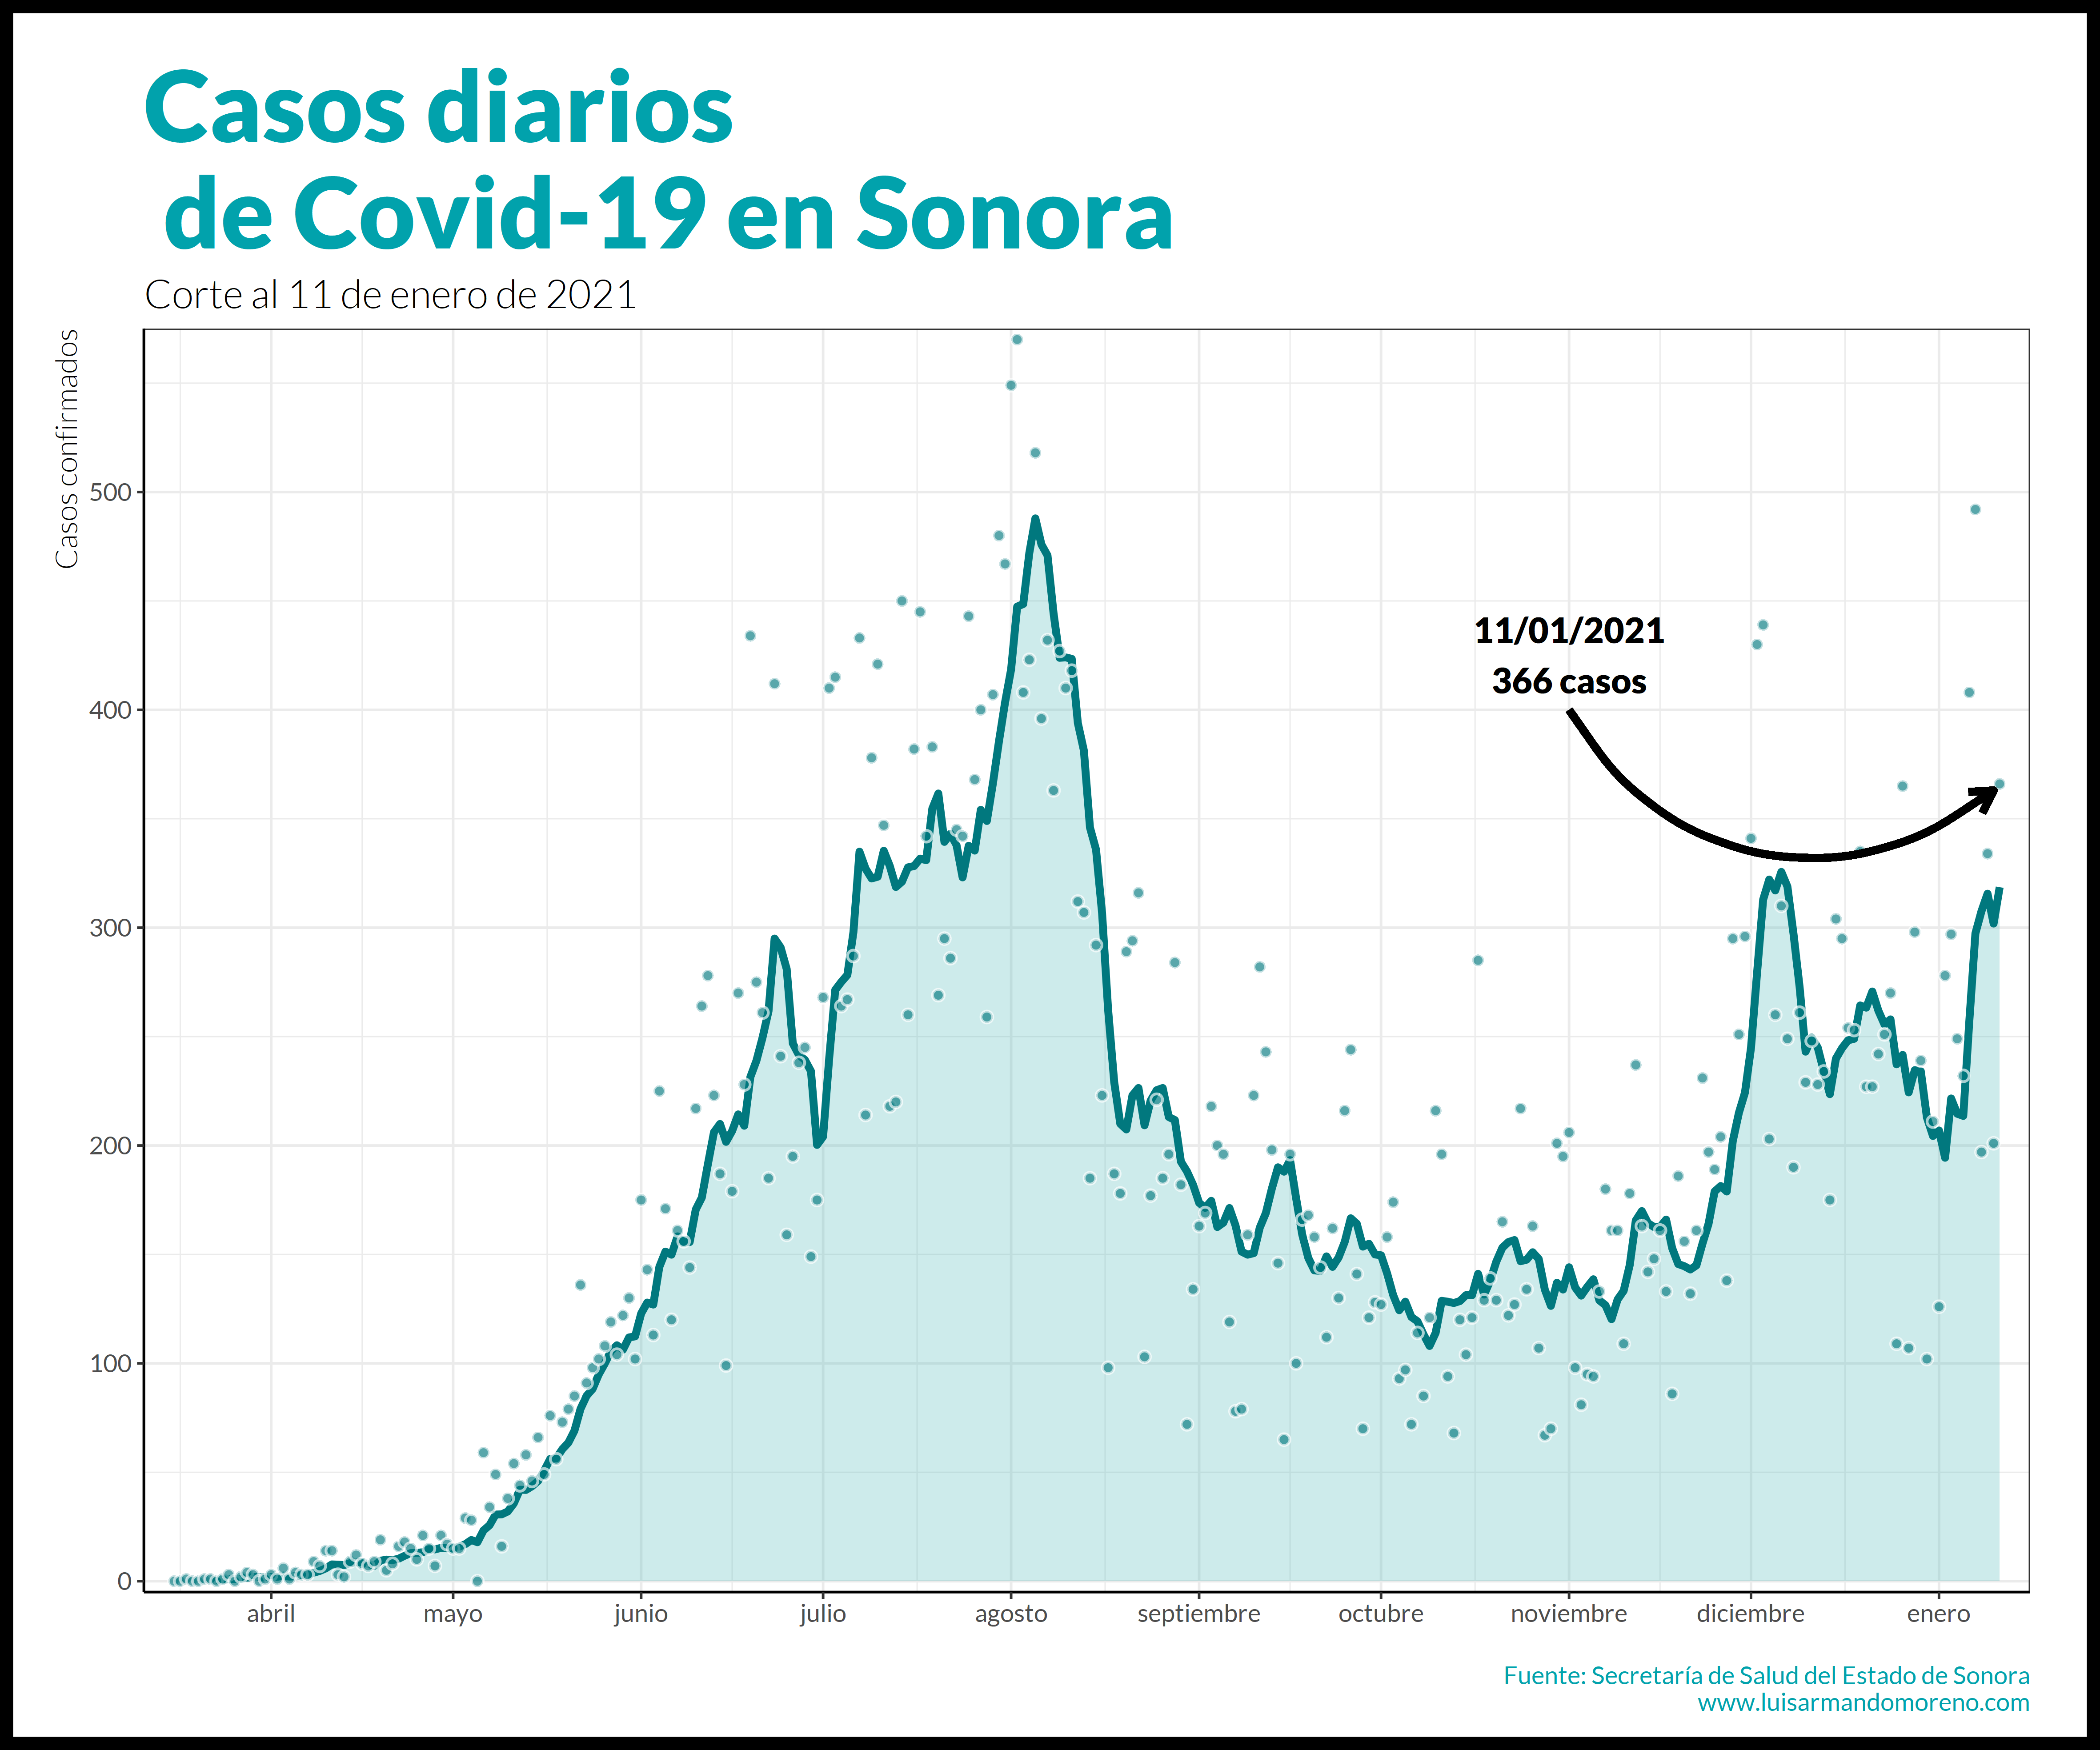 Casos diarios
de Covid-19 en Sonora
Corte al 11 de enero de 2021
Casos confirmados
500
400
300
200
100
0
11/01/2021
366 casos
abril mayo junio julio agosto septiembre octubre noviembre diciembre enero
Fuente: Secretaría de Salud del Estado de Sonora
www.luisarmandomoreno.com